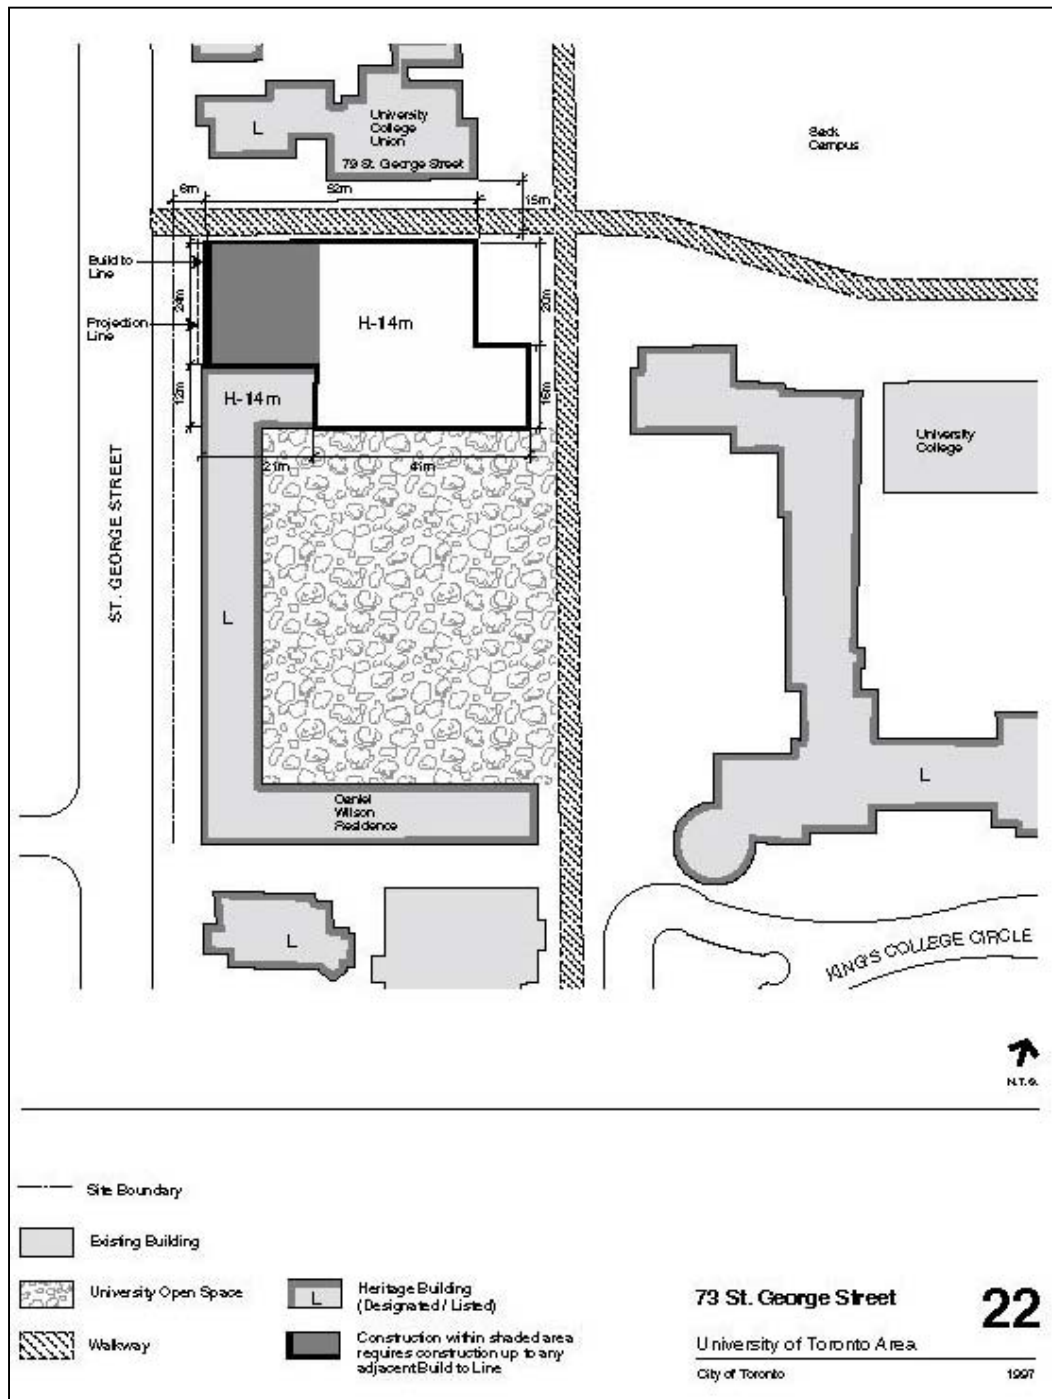 University
College
Union
L
79 St. George Street
Back
Campus
6m
52m
15m
Build to
Line
24m
Projection
Line
H-14m
20m
12m
H-14m
16m
21m
41m
University
College
ST. GEORGE STREET
L
Daniel
Wilson
Residence
L
L
KING'S COLLEGE CIRCLE
N.T.S.
Site Boundary
Existing Building
University Open Space
Walkway
L
Heritage Building
(Designated / Listed)
Construction within shaded area
requires construction up to any
adjacent Build to Line
73 St. George Street
22
University of Toronto Area
City of Toronto
1997